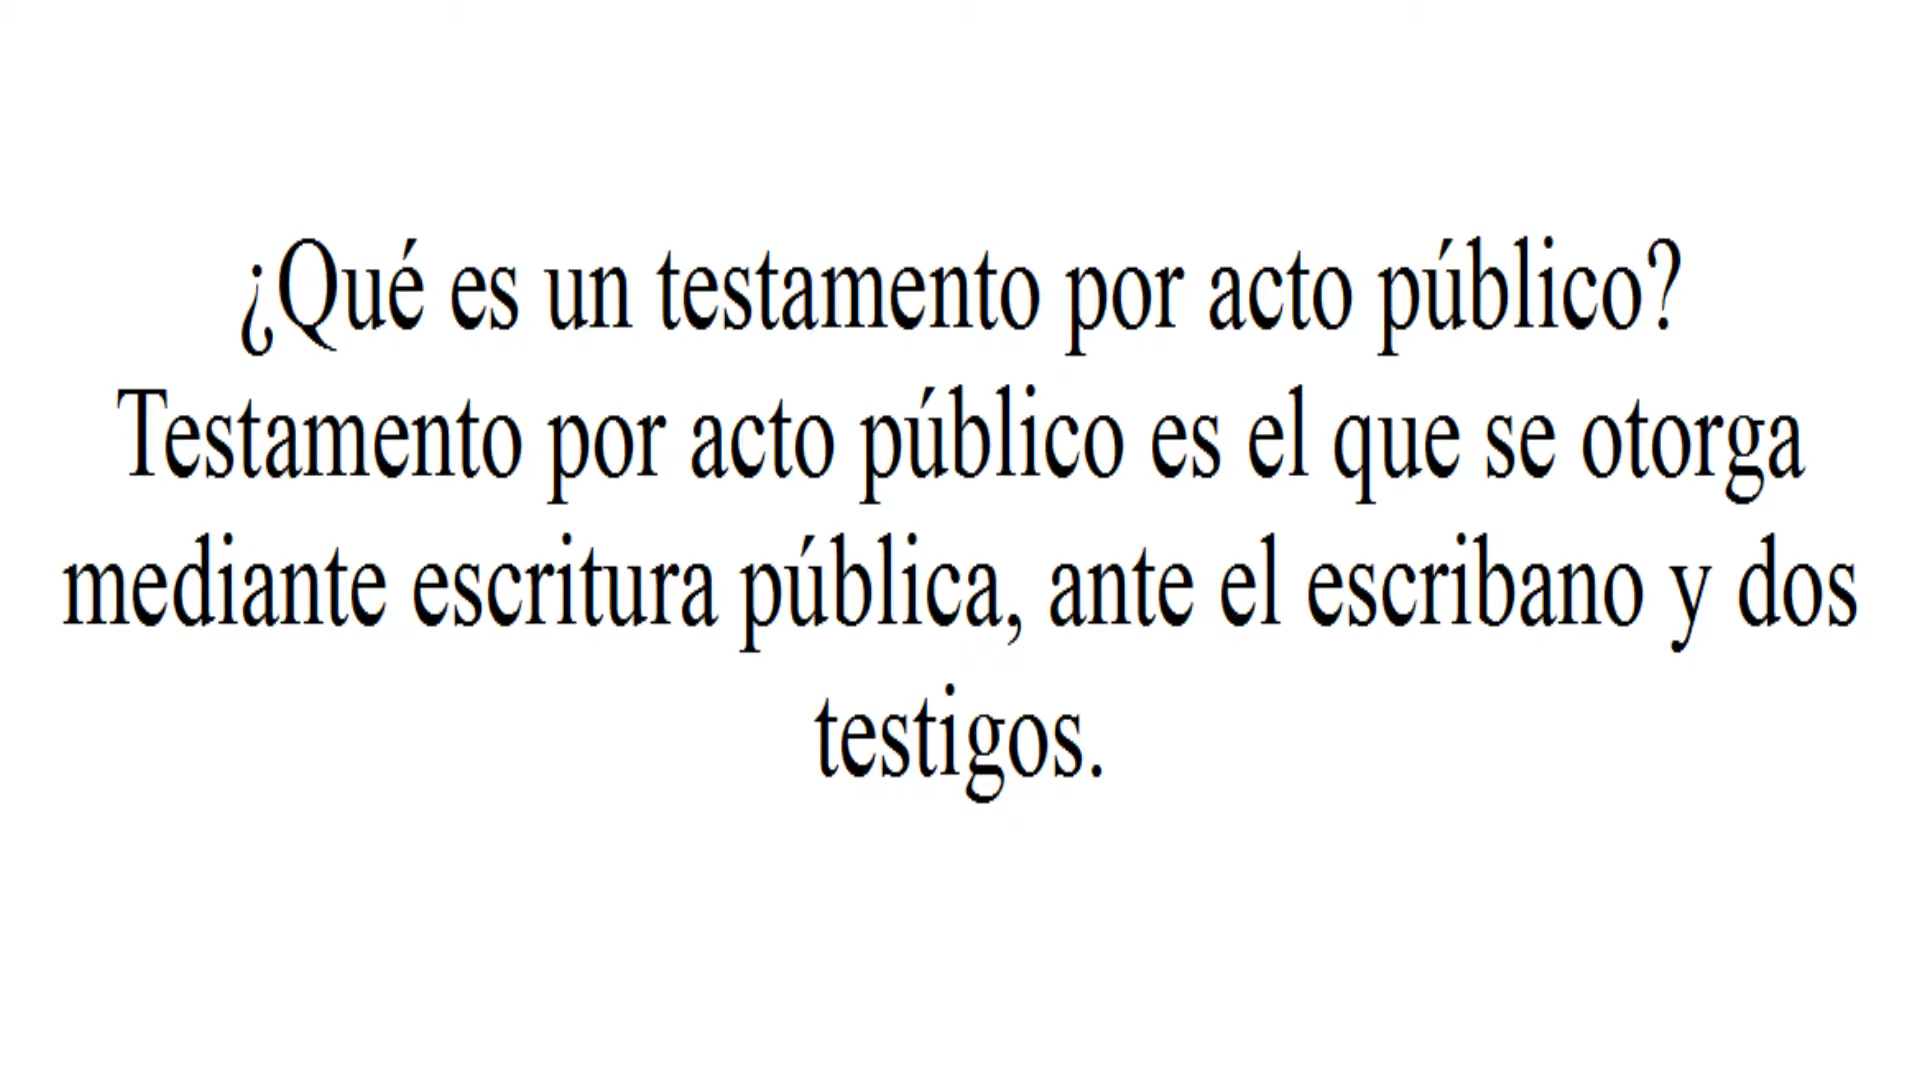 ¿Qué es un testamento por acto público?
Testamento por acto público es el que se otorga
mediante escritura pública, ante el escribano y dos
testigos.